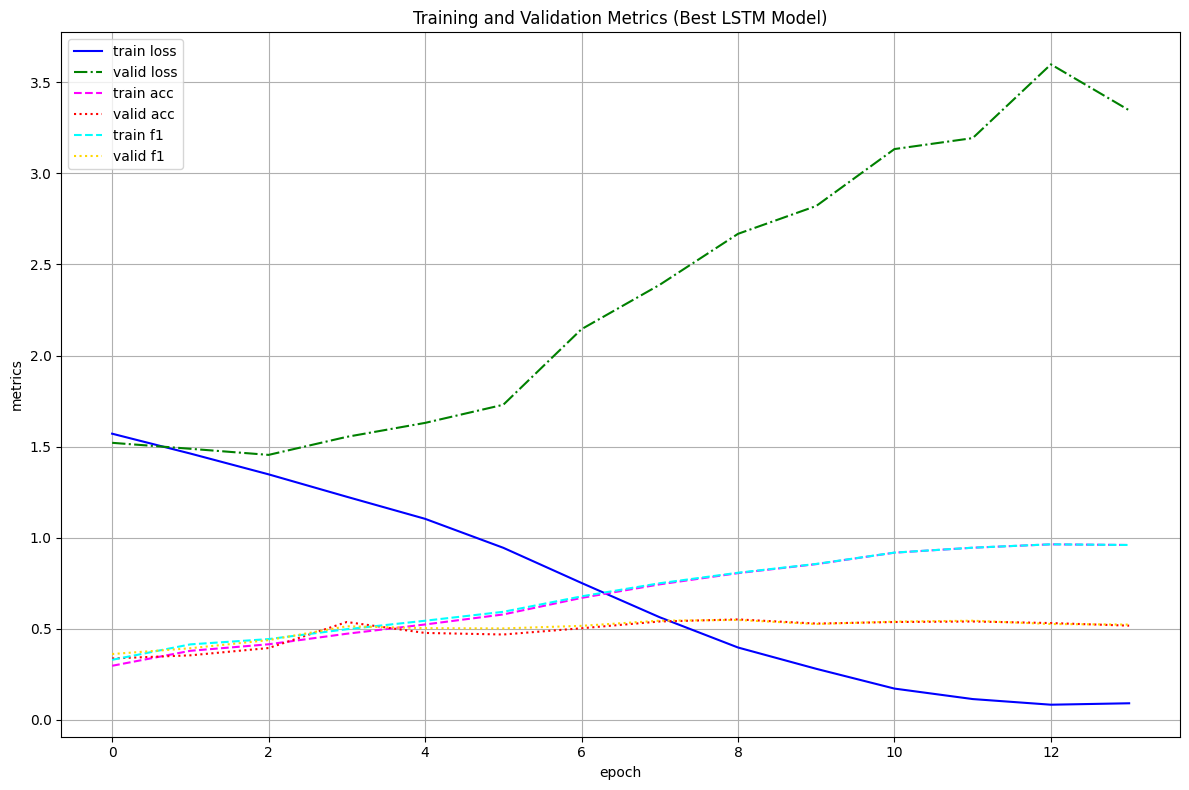 Training and Validation Metrics (Best LSTM Model)
train loss
valid loss
train acc
valid acc
train f1
valid f1
3.5
3.0
2.5
2.0
1.5
1.0
0.5
0.0
metrics
0 2 4 6 8 10 12
epoch